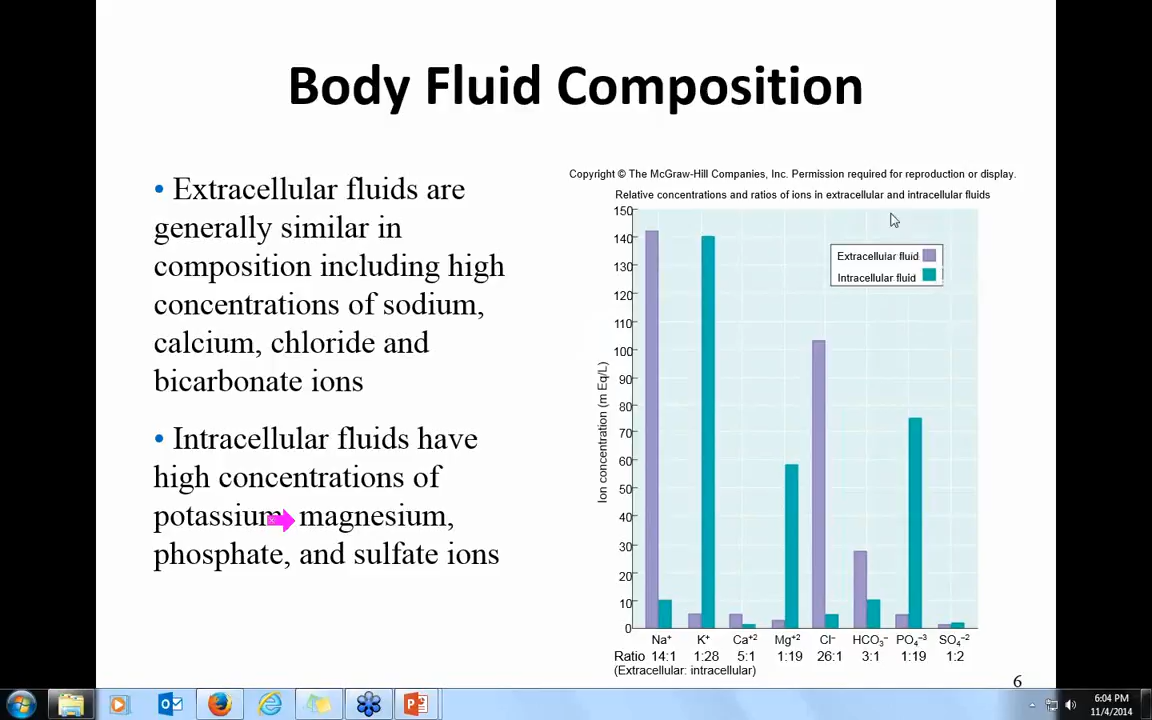 Body Fluid Composition
• Extracellular fluids are
generally similar in
composition including high
concentrations of sodium,
calcium, chloride and
bicarbonate ions
• Intracellular fluids have
high concentrations of
potassium, magnesium,
phosphate, and sulfate ions
Copyright © The McGraw-Hill Companies, Inc. Permission required for reproduction or display.
Relative concentrations and ratios of ions in extracellular and intracellular fluids
Extracellular fluid
Intracellular fluid
Ion concentration (m Eq/L)
150
140
130
120
110
100
90
80
70
60
50
40
30
20
10
0
Na⁺ K⁺ Ca⁺² Mg⁺² Cl⁻ HCO₃⁻ PO₄⁻³ SO₄⁻²
Ratio 14:1 1:28 5:1 1:19 26:1 3:1 1:19 1:2
(Extracellular: intracellular)
6
6:04 PM
11/4/2014